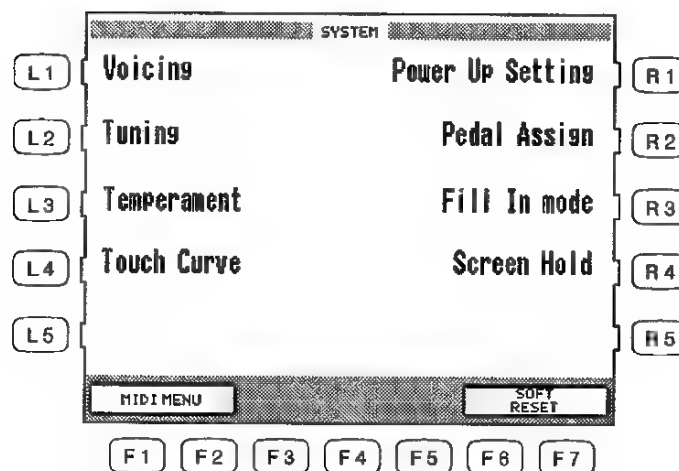 SYSTEM
L1 Voicing Power Up Setting R1
L2 Tuning Pedal Assign R2
L3 Temperament Fill In mode R3
L4 Touch Curve Screen Hold R4
L5 R5
MIDI MENU SOFT
RESET
F1 F2 F3 F4 F5 F6 F7